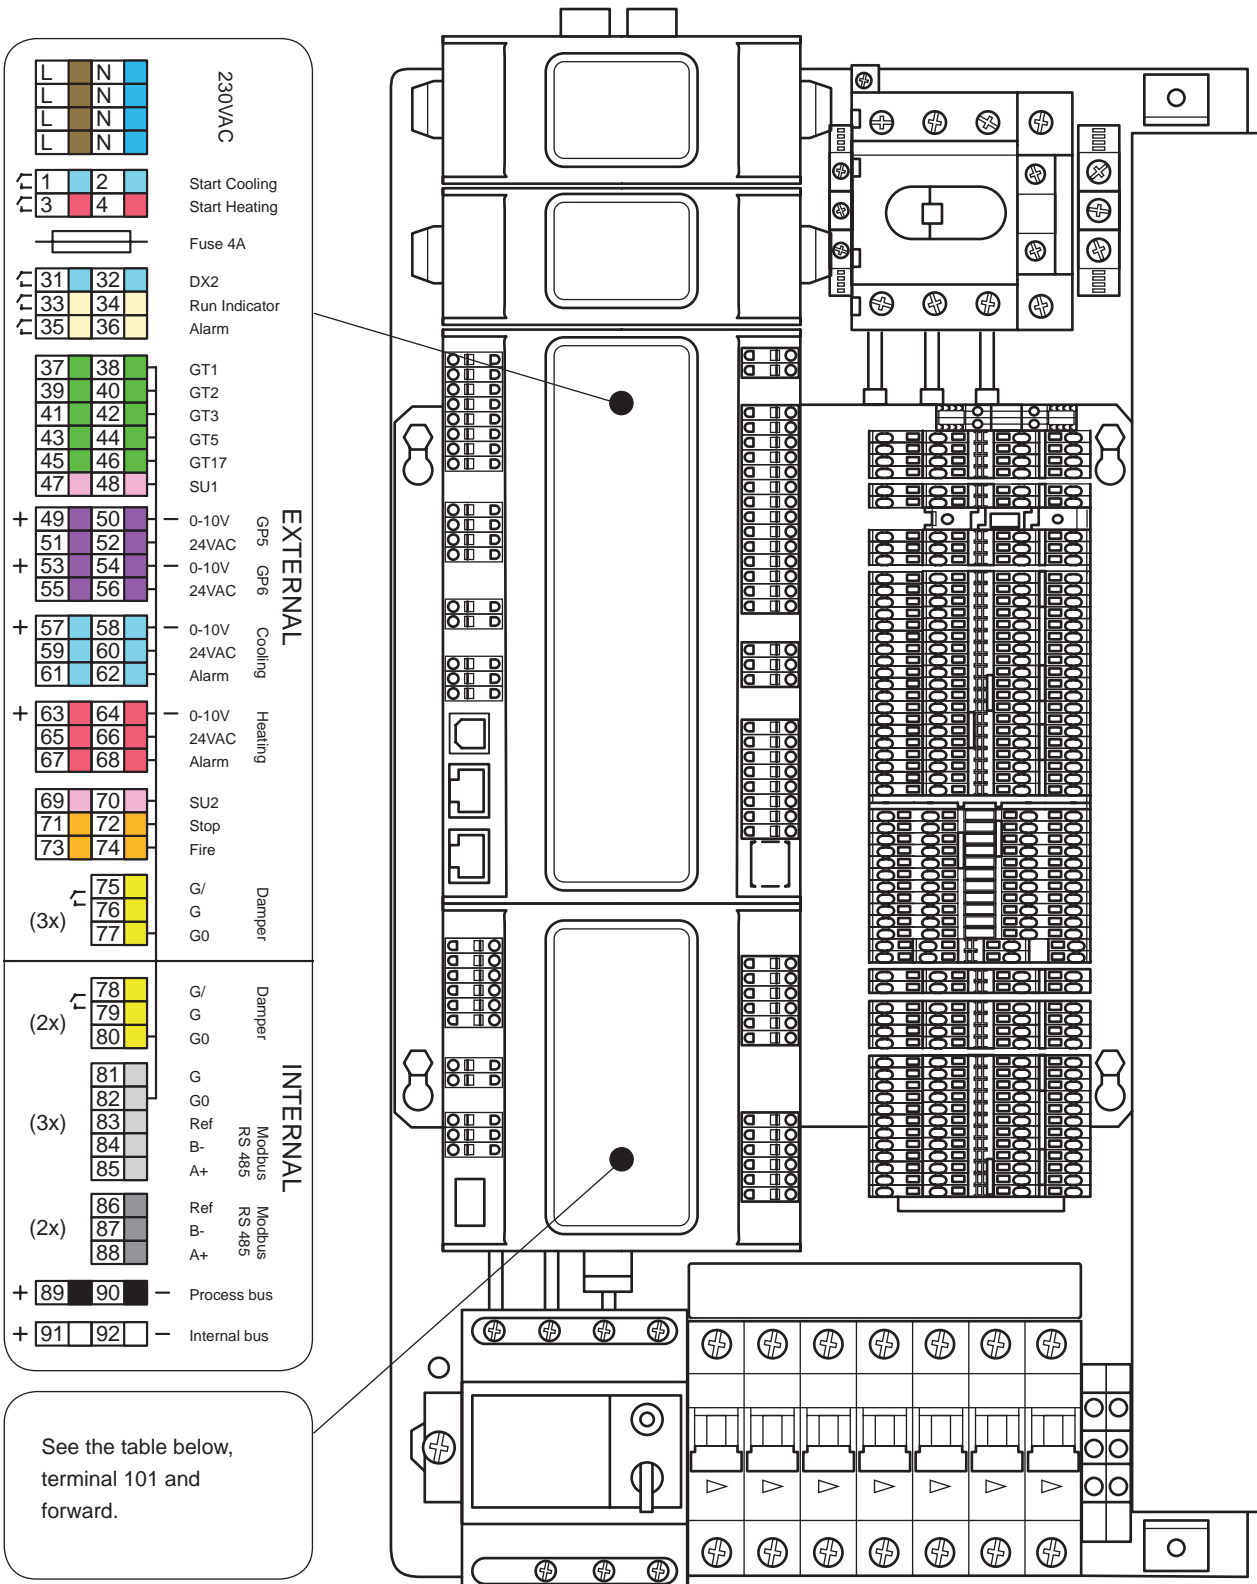 230VAC
L N
L N
L N
L N
1 2 Start Cooling
3 4 Start Heating
Fuse 4A
31 32 DX2
33 34 Run Indicator
35 36 Alarm
EXTERNAL
37 38 GT1
39 40 GT2
41 42 GT3
43 44 GT5
45 46 GT17
47 48 SU1
+ 49 50 – 0-10V GP5
51 52 24VAC
+ 53 54 – 0-10V GP6
55 56 24VAC
+ 57 58 – 0-10V Cooling
59 60 24VAC
61 62 Alarm
+ 63 64 – 0-10V Heating
65 66 24VAC
67 68 Alarm
69 70 SU2
71 72 Stop
73 74 Fire
75 G/ Damper
(3x) 76 G
77 G0
INTERNAL
78 G/ Damper
(2x) 79 G
80 G0
81 G
82 G0
(3x) 83 Ref Modbus RS 485
84 B-
85 A+
86 Ref Modbus RS 485
(2x) 87 B-
88 A+
+ 89 90 – Process bus
+ 91 92 – Internal bus
See the table below,
terminal 101 and
forward.